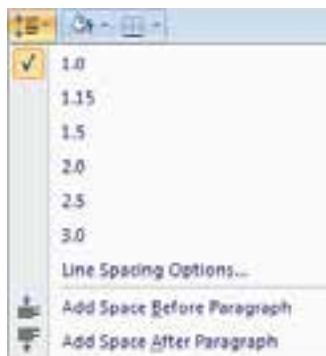 1.0
1.15
1.5
2.0
2.5
3.0
Line Spacing Options...
Add Space Before Paragraph
Add Space After Paragraph